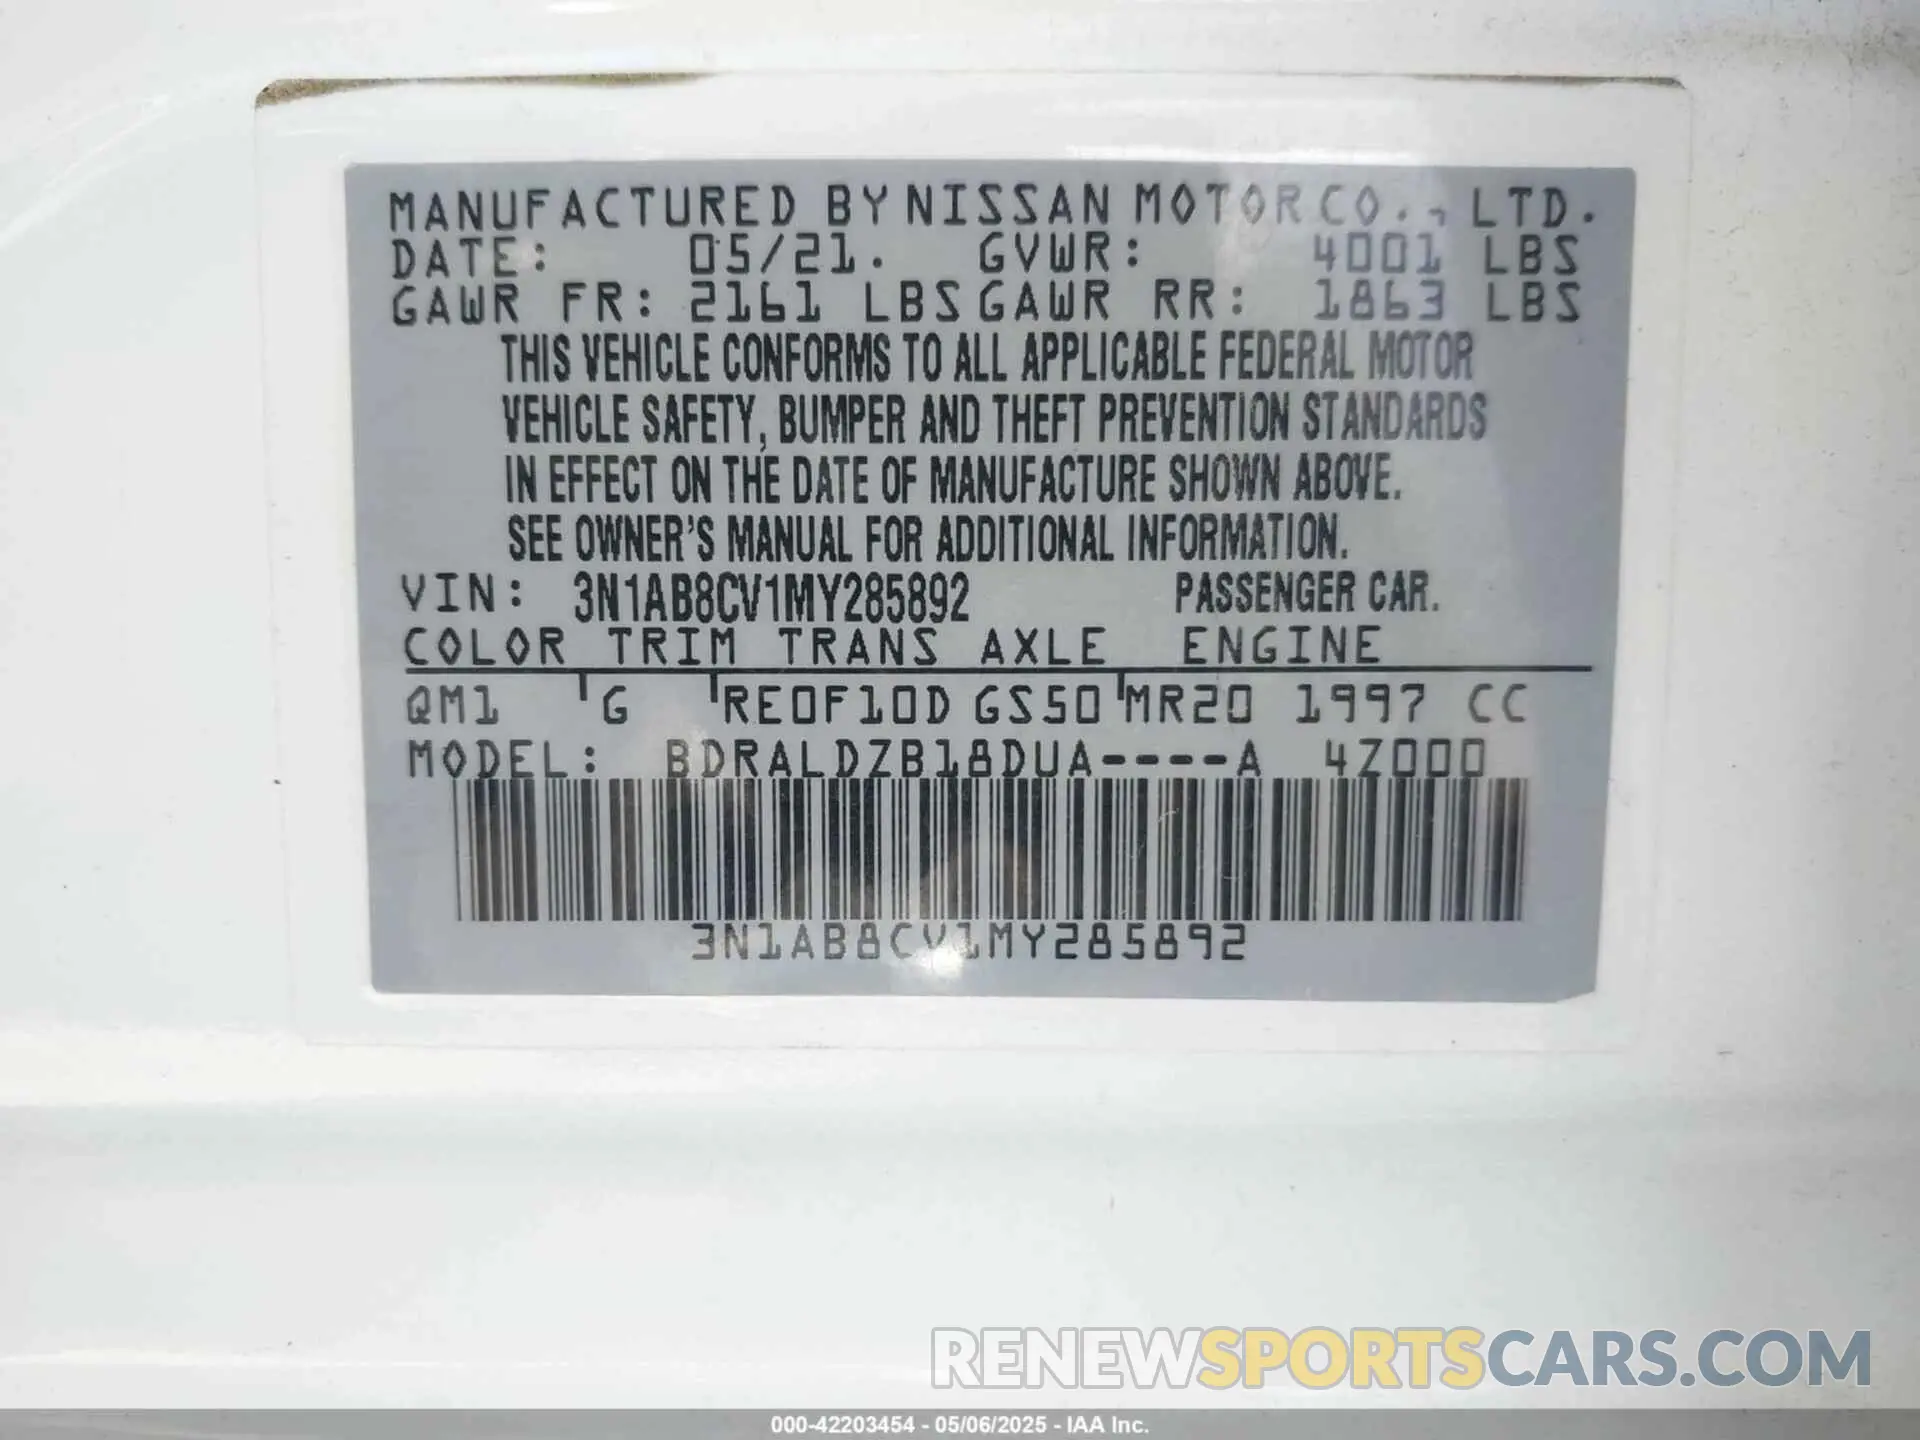 MANUFACTURED BY NISSAN MOTOR CO., LTD.
DATE: 05/21. GVWR: 4001 LBS
GAWR FR: 2161 LBS GAWR RR: 1863 LBS
THIS VEHICLE CONFORMS TO ALL APPLICABLE FEDERAL MOTOR
VEHICLE SAFETY, BUMPER AND THEFT PREVENTION STANDARDS
IN EFFECT ON THE DATE OF MANUFACTURE SHOWN ABOVE.
SEE OWNER'S MANUAL FOR ADDITIONAL INFORMATION.
VIN: 3N1AB8CV1MY285892 PASSENGER CAR.
COLOR TRIM TRANS AXLE ENGINE
QM1 G RE0F10D GS50 MR20 1997 CC
MODEL: BDRALDZB18DUA----A 4Z000
3N1AB8CV1MY285892
RENEWSPORTSCARS.COM
000-42203454 - 05/06/2025 - IAA Inc.